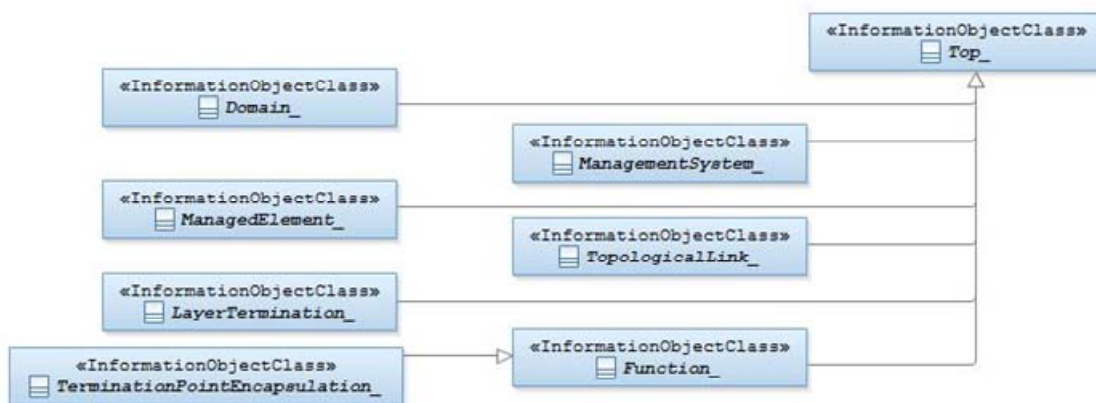 «InformationObjectClass»
Top_
«InformationObjectClass»
Domain_
«InformationObjectClass»
ManagementSystem_
«InformationObjectClass»
ManagedElement_
«InformationObjectClass»
TopologicalLink_
«InformationObjectClass»
LayerTermination_
«InformationObjectClass»
Function_
«InformationObjectClass»
TerminationPointEncapsulation_